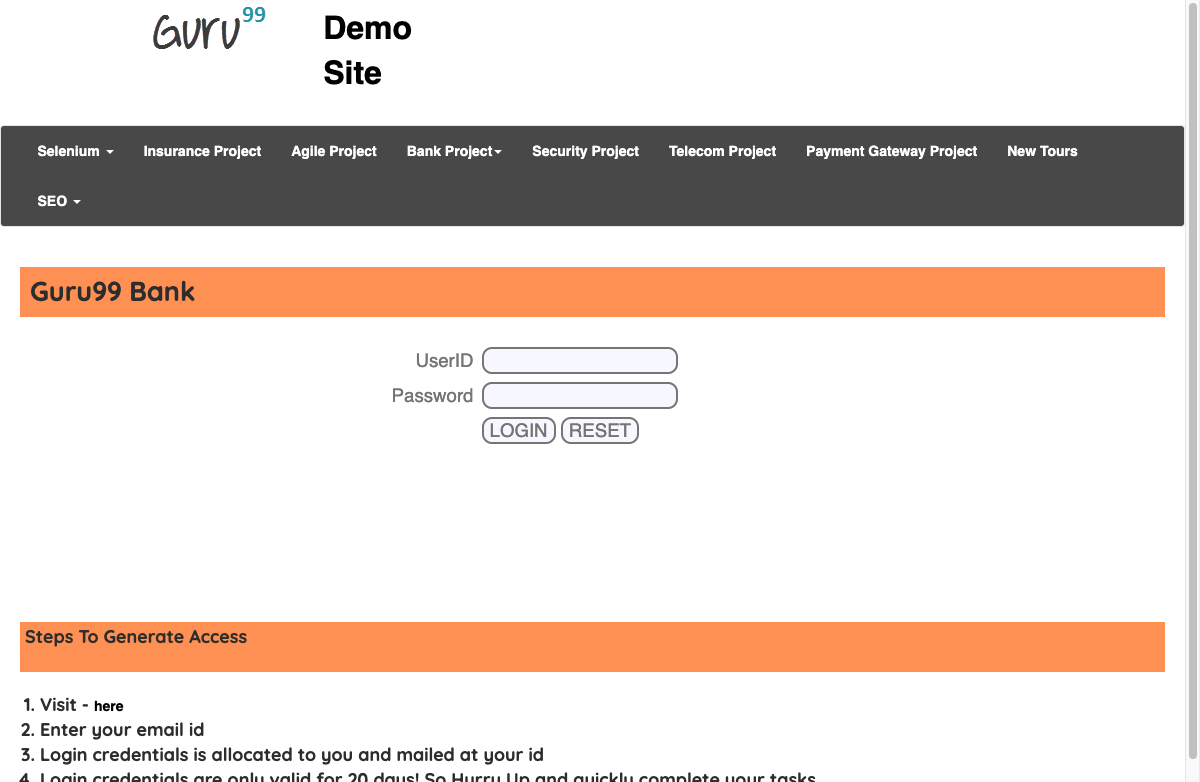 Guru99
Demo
Site
Selenium Insurance Project Agile Project Bank Project Security Project Telecom Project Payment Gateway Project New Tours
SEO
Guru99 Bank
UserID
Password
LOGIN RESET
Steps To Generate Access
1. Visit - here
2. Enter your email id
3. Login credentials is allocated to you and mailed at your id
4. Login credentials are only valid for 20 days! So Hurry Up and quickly complete your tasks